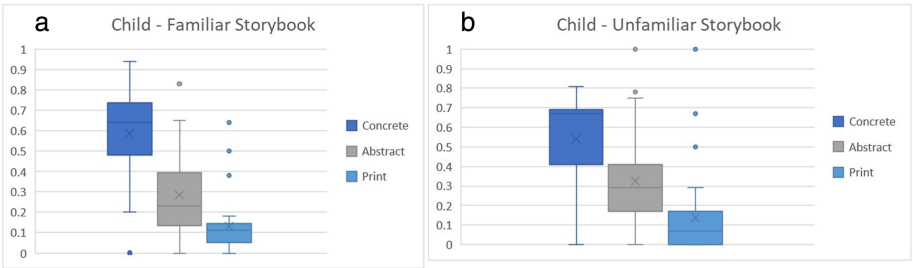 a
Child - Familiar Storybook
1
0.9
0.8
0.7
0.6
0.5
0.4
0.3
0.2
0.1
0
Concrete
Abstract
Print
b
Child - Unfamiliar Storybook
1
0.9
0.8
0.7
0.6
0.5
0.4
0.3
0.2
0.1
0
Concrete
Abstract
Print